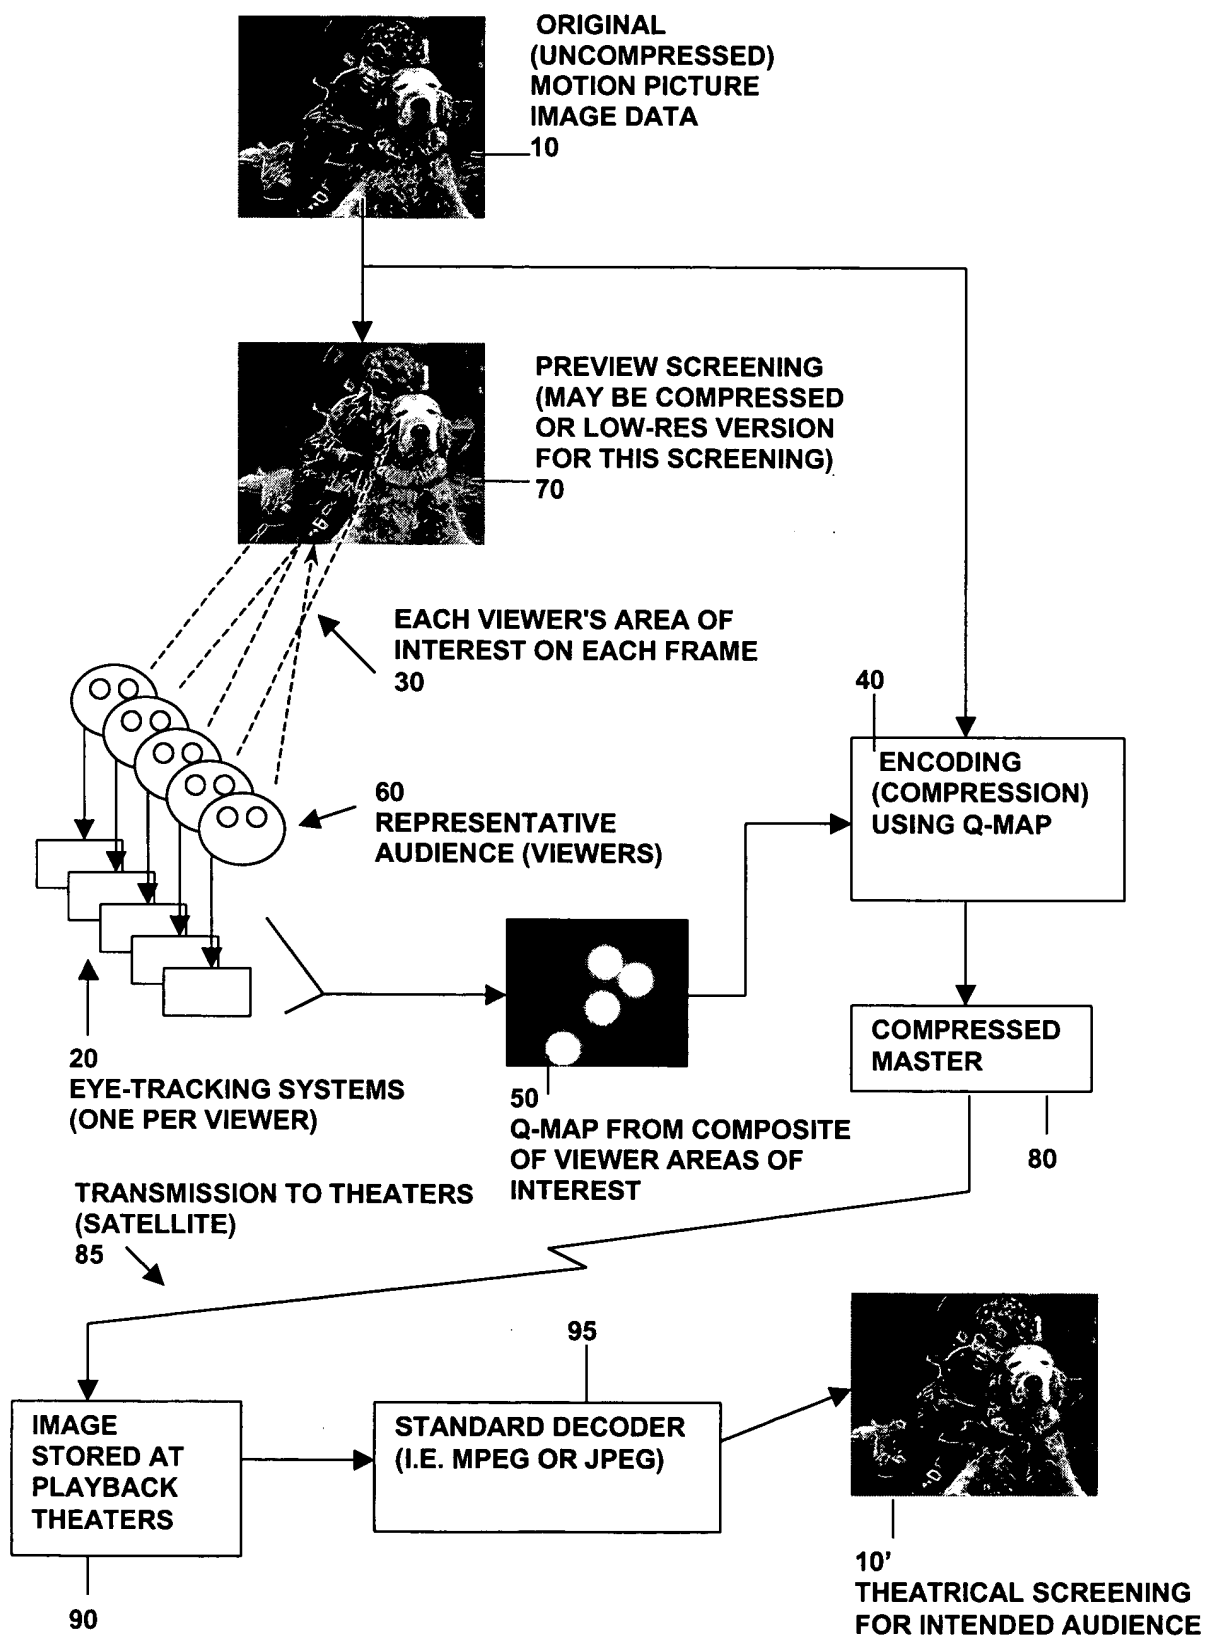 ORIGINAL
(UNCOMPRESSED)
MOTION PICTURE
IMAGE DATA
10
PREVIEW SCREENING
(MAY BE COMPRESSED
OR LOW-RES VERSION
FOR THIS SCREENING)
70
EACH VIEWER'S AREA OF
INTEREST ON EACH FRAME
30
40
ENCODING
(COMPRESSION)
USING Q-MAP
60
REPRESENTATIVE
AUDIENCE (VIEWERS)
20
EYE-TRACKING SYSTEMS
(ONE PER VIEWER)
50
Q-MAP FROM COMPOSITE
OF VIEWER AREAS OF
INTEREST
COMPRESSED
MASTER
80
TRANSMISSION TO THEATERS
(SATELLITE)
85
IMAGE
STORED AT
PLAYBACK
THEATERS
90
95
STANDARD DECODER
(I.E. MPEG OR JPEG)
10’
THEATRICAL SCREENING
FOR INTENDED AUDIENCE